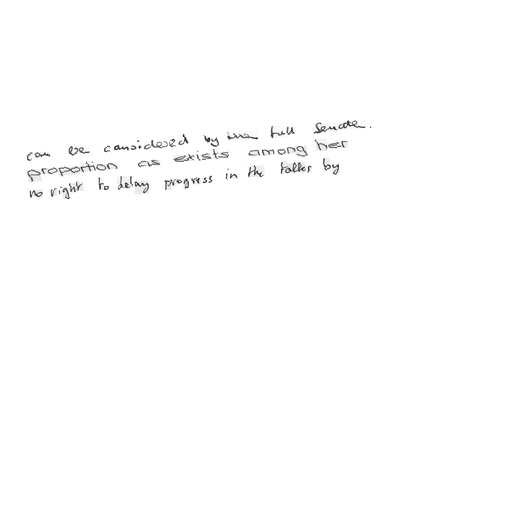 can be considered by the full Senate.
proportion as exists among her
no right to delay progress in the talks by